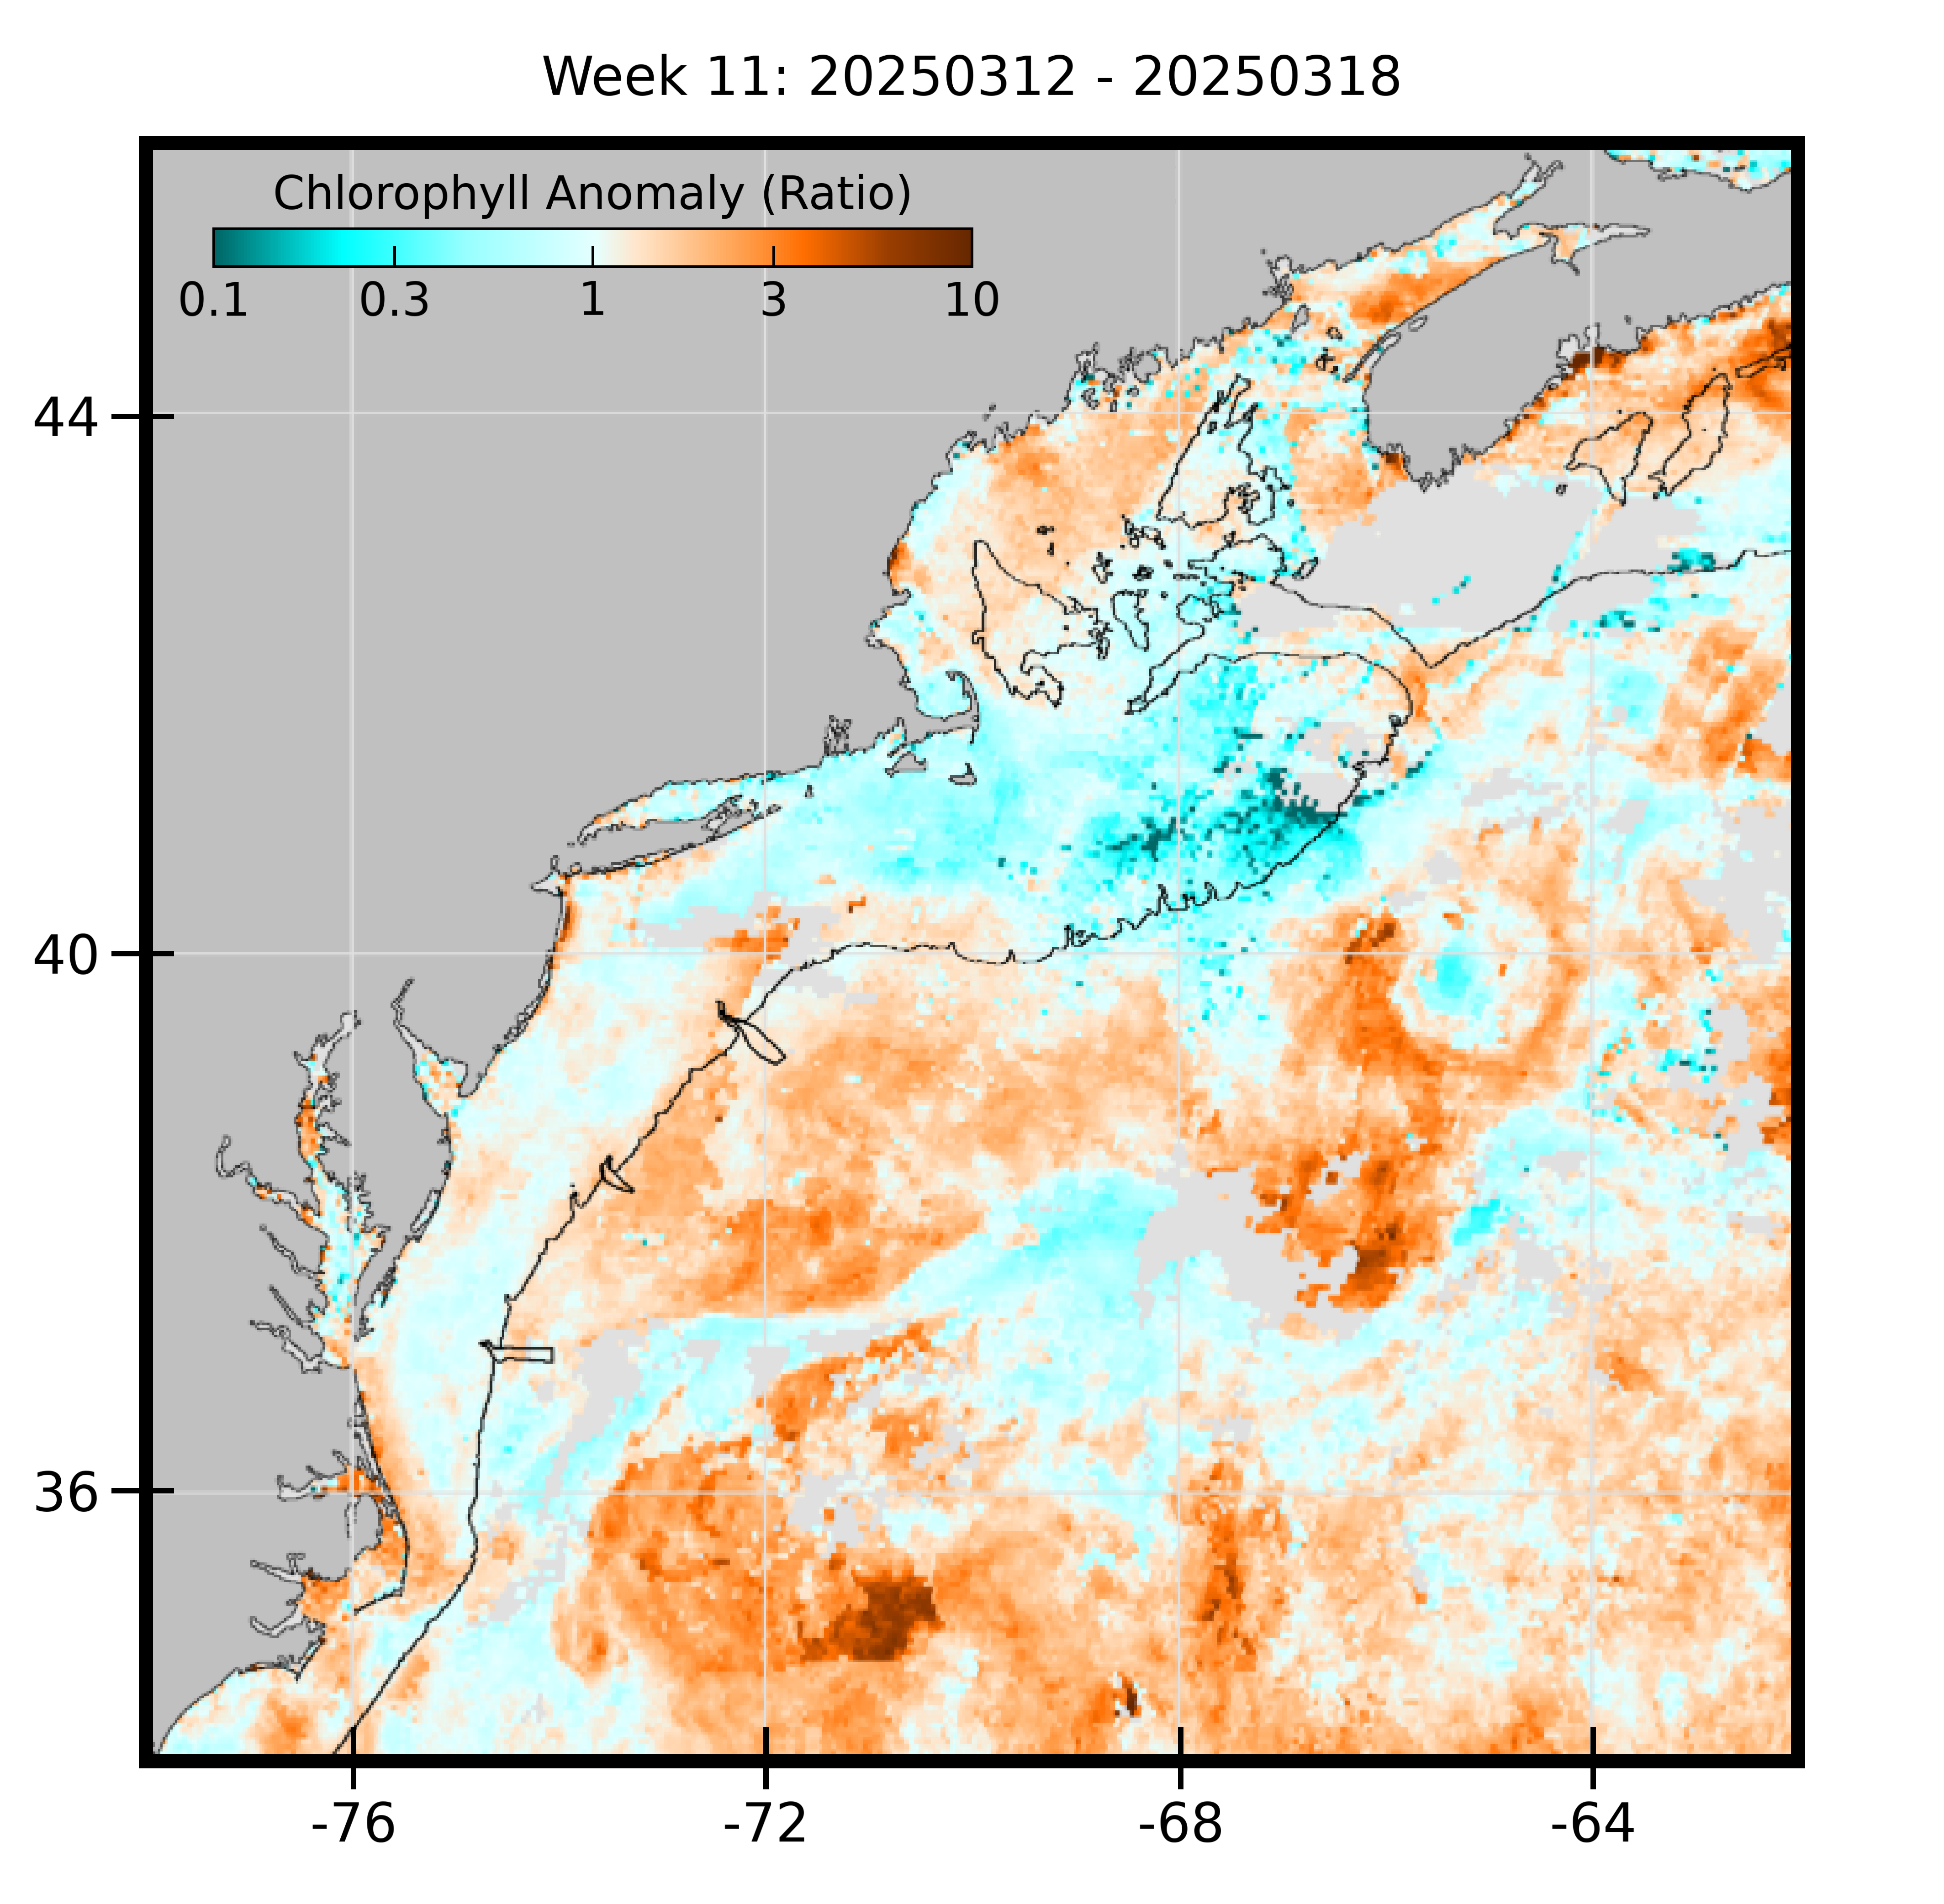 Week 11: 20250312 - 20250318
Chlorophyll Anomaly (Ratio)
0.1 0.3 1 3 10
44
40
36
-76 -72 -68 -64